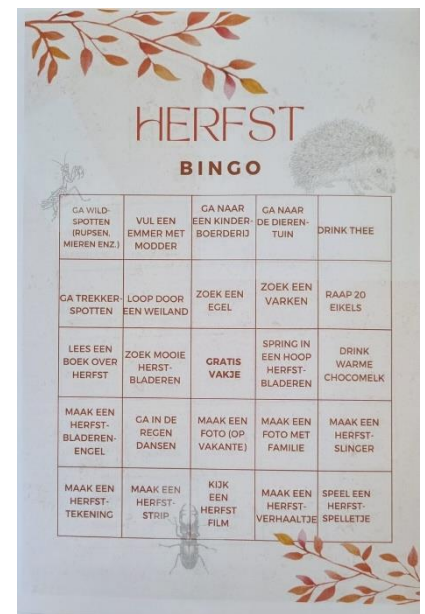 HERFST
BINGO
GA WILD-
SPOTTEN
(RUPSEN,
MIEREN ENZ.)
VUL EEN
EMMER MET
MODDER
GA NAAR
EEN KINDER-
BOERDERIJ
GA NAAR
DE DIEREN-
TUIN
DRINK THEE
GA TREKKER-
SPOTTEN
LOOP DOOR
EEN WEILAND
ZOEK EEN
EGEL
ZOEK EEN
VARKEN
RAAP 20
EIKELS
LEES EEN
BOEK OVER
HERFST
ZOEK MOOIE
HERST-
BLADEREN
GRATIS
VAKJE
SPRING IN
EEN HOOP
HERFST-
BLADEREN
DRINK
WARME
CHOCOMELK
MAAK EEN
HERFST-
BLADEREN-
ENGEL
GA IN DE
REGEN
DANSEN
MAAK EEN
FOTO (OP
VAKANTE)
MAAK EEN
FOTO MET
FAMILIE
MAAK EEN
HERFST-
SLINGER
MAAK EEN
HERFST-
TEKENING
MAAK EEN
HERFST-
STRIP
KIJK
EEN
HERFST
FILM
MAAK EEN
HERFST-
VERHAALTJE
SPEEL EEN
HERFST-
SPELLETJE